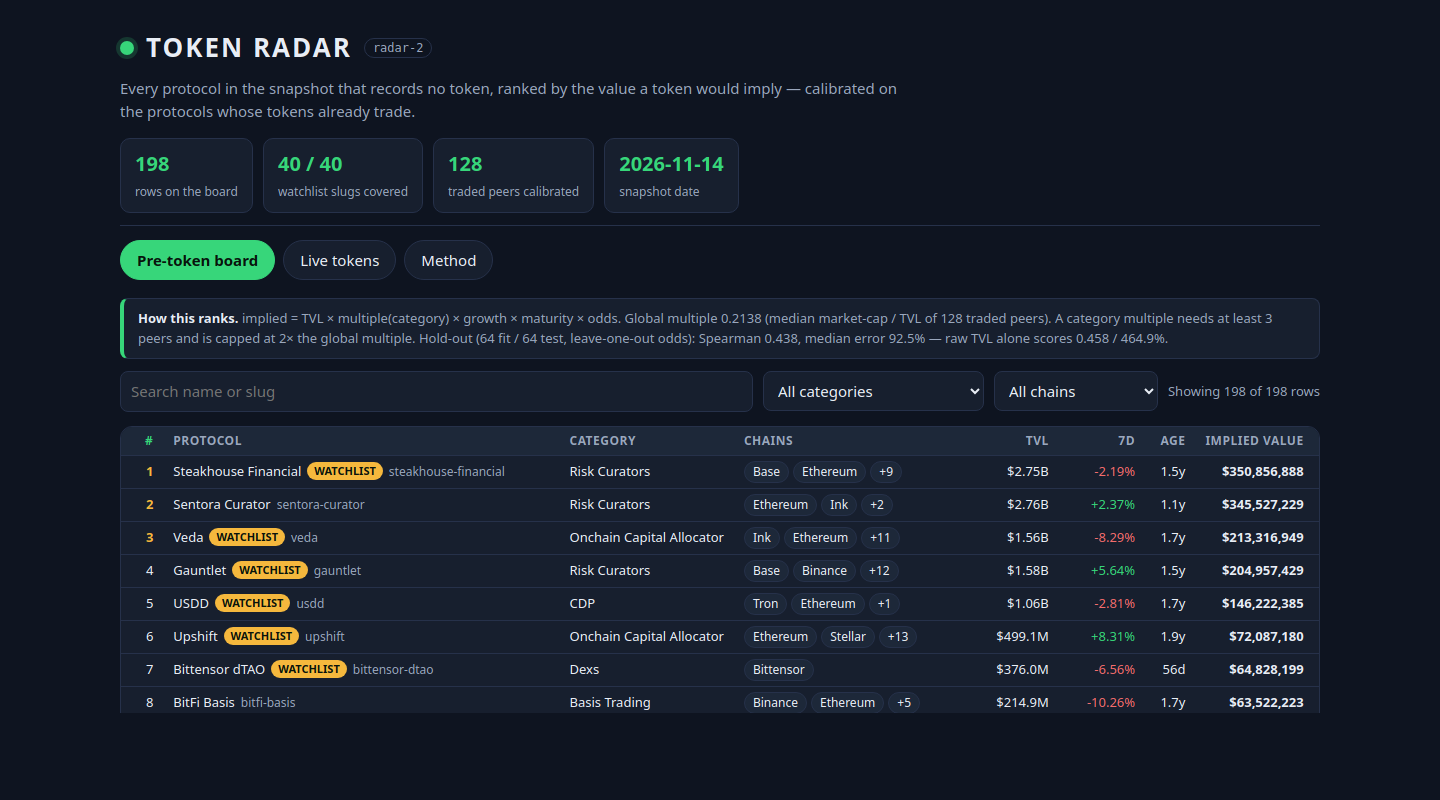 TOKEN RADAR radar-2
Every protocol in the snapshot that records no token, ranked by the value a token would imply — calibrated on
the protocols whose tokens already trade.
198 40 / 40 128 2026-11-14
rows on the board watchlist slugs covered traded peers calibrated snapshot date
Pre-token board Live tokens Method
How this ranks. implied = TVL × multiple(category) × growth × maturity × odds. Global multiple 0.2138 (median market-cap / TVL of 128 traded peers). A category multiple needs at least 3
peers and is capped at 2× the global multiple. Hold-out (64 fit / 64 test, leave-one-out odds): Spearman 0.438, median error 92.5% — raw TVL alone scores 0.458 / 464.9%.
Search name or slug All categories All chains Showing 198 of 198 rows
# PROTOCOL CATEGORY CHAINS TVL 7D AGE IMPLIED VALUE
1 Steakhouse Financial WATCHLIST steakhouse-financial Risk Curators Base Ethereum +9 $2.75B -2.19% 1.5y $350,856,888
2 Sentora Curator sentora-curator Risk Curators Ethereum Ink +2 $2.76B +2.37% 1.1y $345,527,229
3 Veda WATCHLIST veda Onchain Capital Allocator Ink Ethereum +11 $1.56B -8.29% 1.7y $213,316,949
4 Gauntlet WATCHLIST gauntlet Risk Curators Base Binance +12 $1.58B +5.64% 1.5y $204,957,429
5 USDD WATCHLIST usdd CDP Tron Ethereum +1 $1.06B -2.81% 1.7y $146,222,385
6 Upshift WATCHLIST upshift Onchain Capital Allocator Ethereum Stellar +13 $499.1M +8.31% 1.9y $72,087,180
7 Bittensor dTAO WATCHLIST bittensor-dtao Dexs Bittensor $376.0M -6.56% 56d $64,828,199
8 BitFi Basis bitfi-basis Basis Trading Binance Ethereum +5 $214.9M -10.26% 1.7y $63,522,223